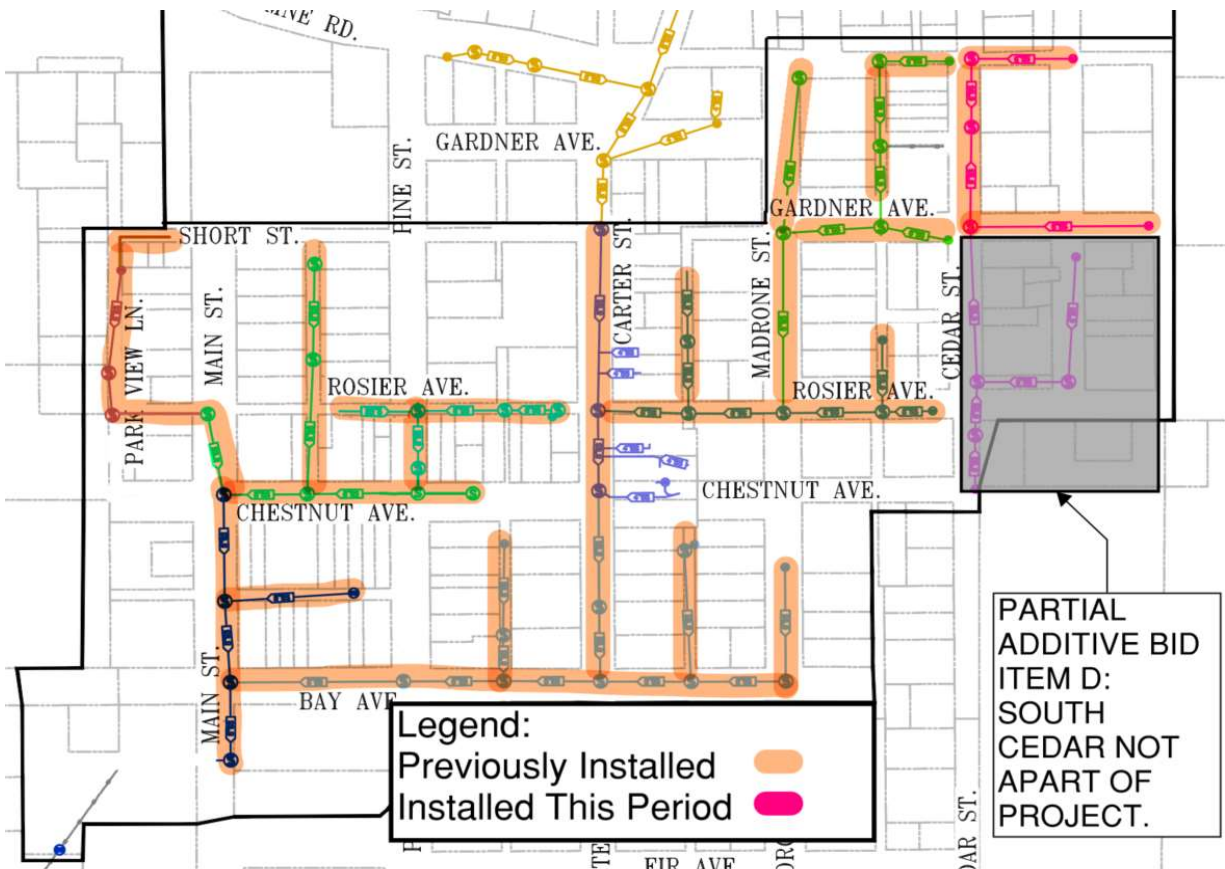 INE RD.
GARDNER AVE.
PINE ST.
SHORT ST.
GARDNER AVE.
PARK VIEW LN.
MAIN ST.
CARTER ST.
MADRONE ST.
CEDAR ST.
ROSIER AVE.
ROSIER AVE.
CHESTNUT AVE.
CHESTNUT AVE.
MAIN ST.
BAY AVE
Legend:
Previously Installed
Installed This Period
PARTIAL
ADDITIVE BID
ITEM D:
SOUTH
CEDAR NOT
APART OF
PROJECT.
FIR AVE
DAR ST.